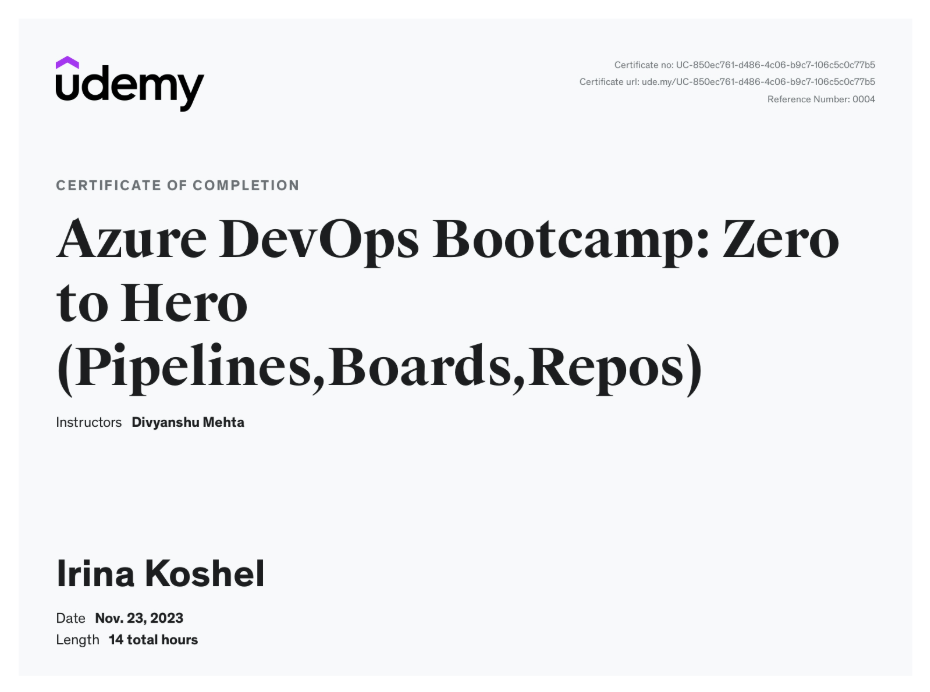 udemy
Certificate no: UC-850ec761-d486-4c06-b9c7-106c5c0c77b5
Certificate url: ude.my/UC-850ec761-d486-4c06-b9c7-106c5c0c77b5
Reference Number: 0004
CERTIFICATE OF COMPLETION
Azure DevOps Bootcamp: Zero
to Hero
(Pipelines,Boards,Repos)
Instructors Divyanshu Mehta
Irina Koshel
Date Nov. 23, 2023
Length 14 total hours